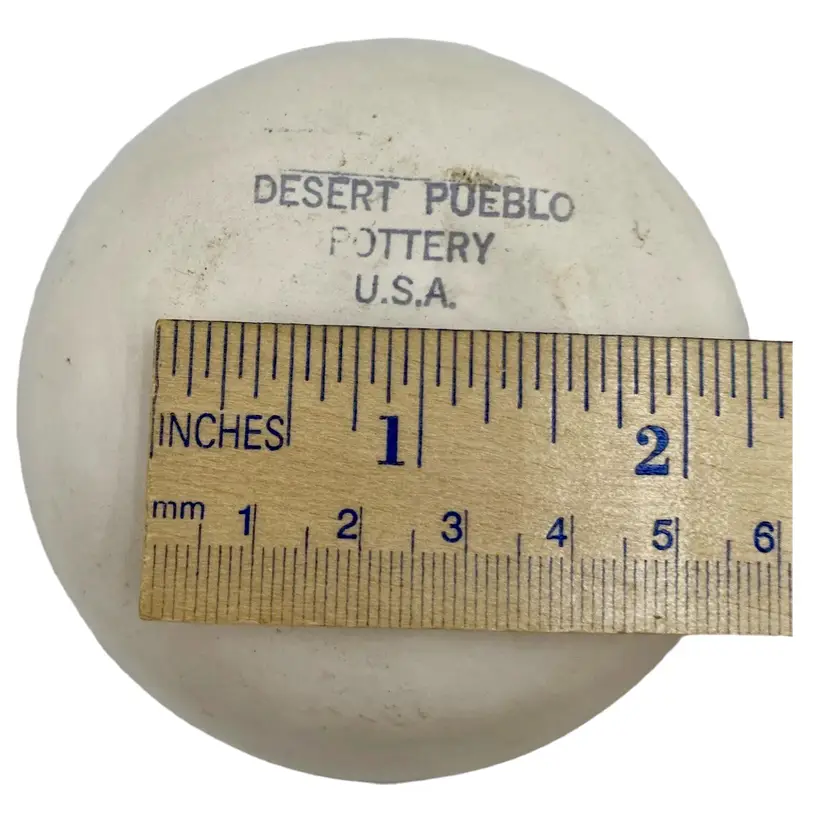 DESERT PUEBLO
POTTERY
U.S.A.
INCHES 1 2
mm 1 2 3 4 5 6